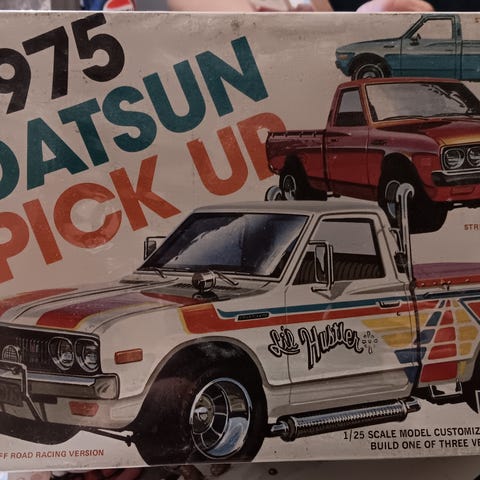 975
DATSUN
PICK UP
ST
STR
Lil Hustler
FF ROAD RACING VERSION
1/25 SCALE MODEL CUSTOMIZ
BUILD ONE OF THREE VE